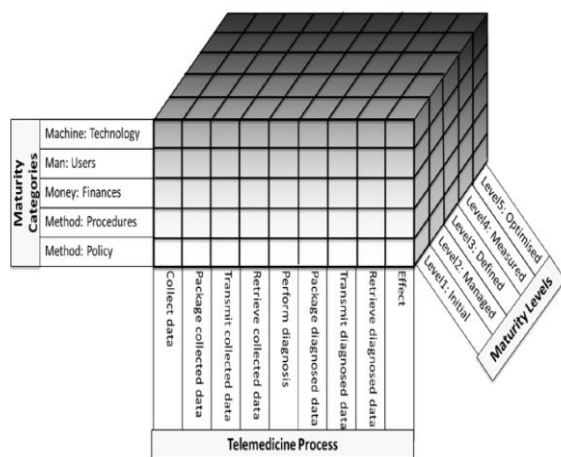 Maturity
Categories
Machine: Technology
Man: Users
Money: Finances
Method: Procedures
Method: Policy
Collect data
Package collected data
Transmit collected data
Retrieve collected data
Perform diagnosis
Package diagnosed data
Transmit diagnosed data
Retrieve diagnosed data
Effect
Telemedicine Process
Level1: Initial
Level2: Managed
Level3: Defined
Level4: Measured
Level5: Optimised
Maturity Levels